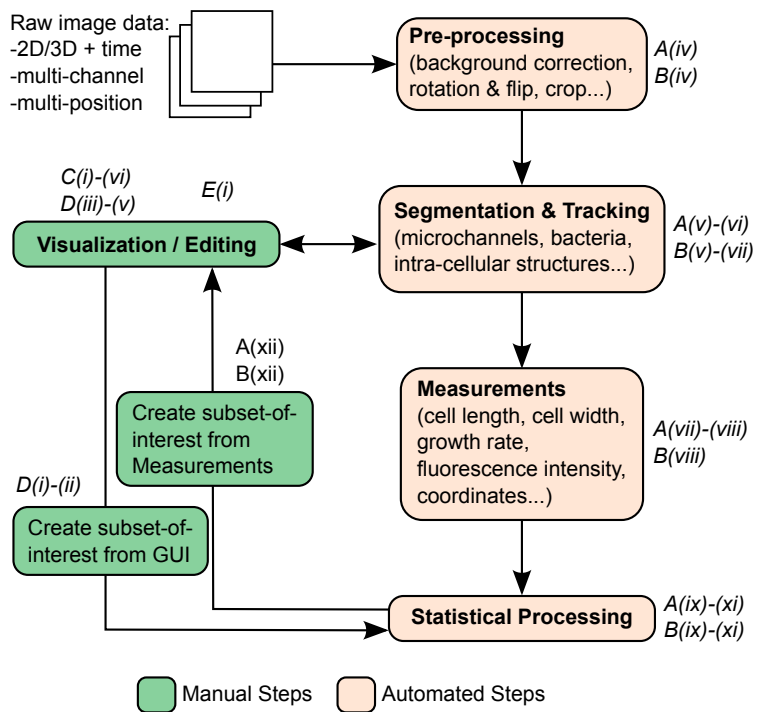 Raw image data:
-2D/3D + time
-multi-channel
-multi-position
Pre-processing
(background correction,
rotation & flip, crop...)
A(iv)
B(iv)
C(i)-(vi)
D(iii)-(v)
E(i)
Visualization / Editing
Segmentation & Tracking
(microchannels, bacteria,
intra-cellular structures...)
A(v)-(vi)
B(v)-(vii)
A(xii)
B(xii)
Create subset-of-
interest from
Measurements
Measurements
(cell length, cell width,
growth rate,
fluorescence intensity,
coordinates...)
A(vii)-(viii)
B(viii)
D(i)-(ii)
Create subset-of-
interest from GUI
Statistical Processing
A(ix)-(xi)
B(ix)-(xi)
Manual Steps
Automated Steps